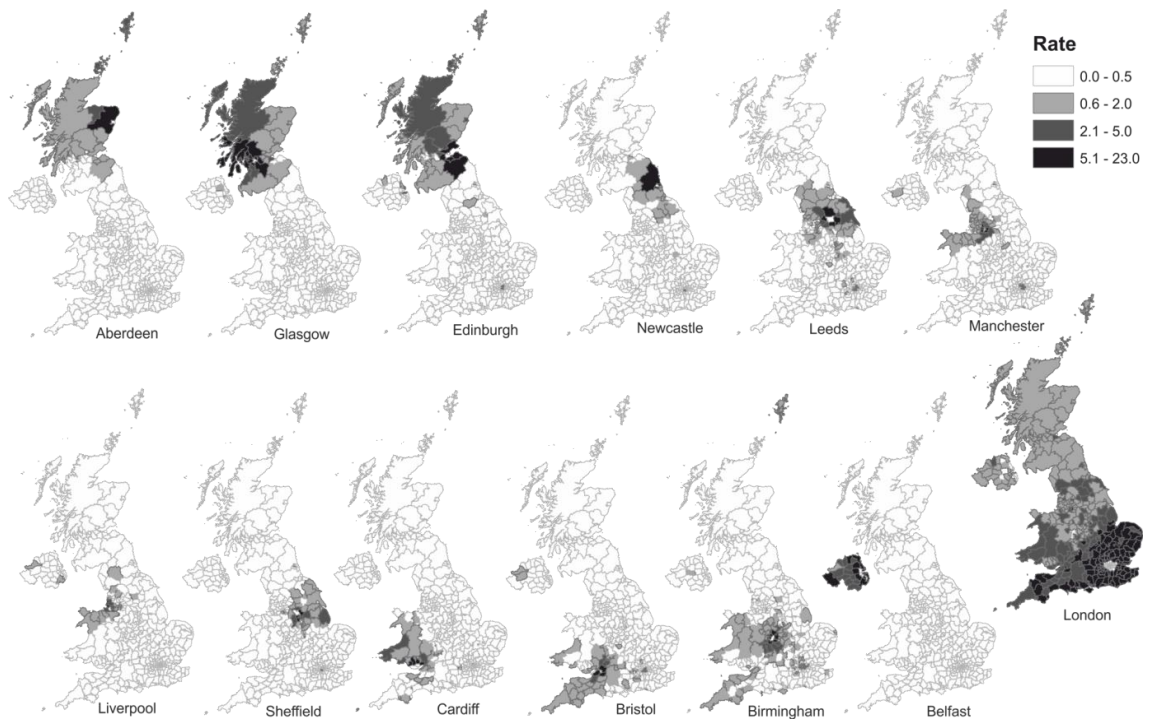 Rate
0.0 - 0.5
0.6 - 2.0
2.1 - 5.0
5.1 - 23.0
Aberdeen
Glasgow
Edinburgh
Newcastle
Leeds
Manchester
London
Liverpool
Sheffield
Cardiff
Bristol
Birmingham
Belfast